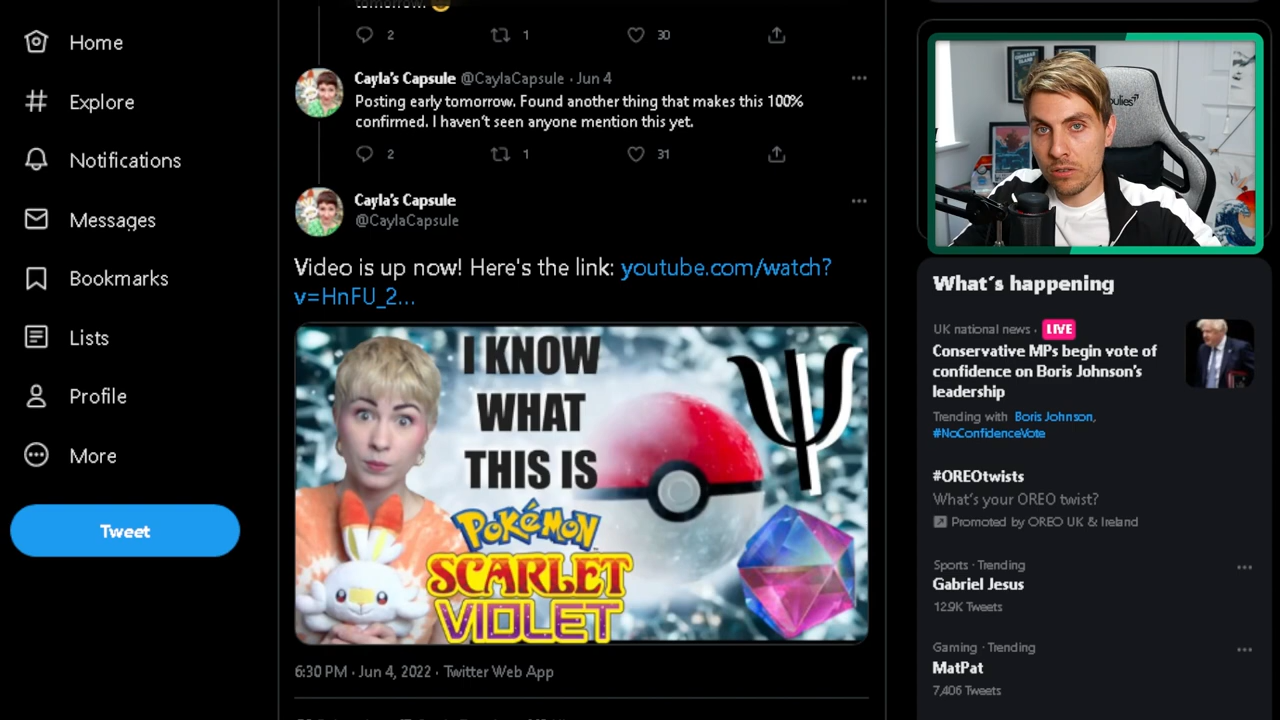 Home
Explore
Notifications
Messages
Bookmarks
Lists
Profile
More
Tweet
tomorrow.
2 1 30
Cayla's Capsule @CaylaCapsule · Jun 4
Posting early tomorrow. Found another thing that makes this 100%
confirmed. I haven't seen anyone mention this yet.
2 1 31
Cayla's Capsule
@CaylaCapsule
Video is up now! Here's the link: youtube.com/watch?
v=HnFU_2...
I KNOW
WHAT
THIS IS
Ψ
POKÉMON
SCARLET
VIOLET
6:30 PM · Jun 4, 2022 · Twitter Web App
What's happening
UK national news · LIVE
Conservative MPs begin vote of
confidence on Boris Johnson's
leadership
Trending with Boris Johnson,
#NoConfidenceVote
#OREOtwists
What's your OREO twist?
Promoted by OREO UK & Ireland
Sports · Trending
Gabriel Jesus
12.9K Tweets
Gaming · Trending
MatPat
7,406 Tweets